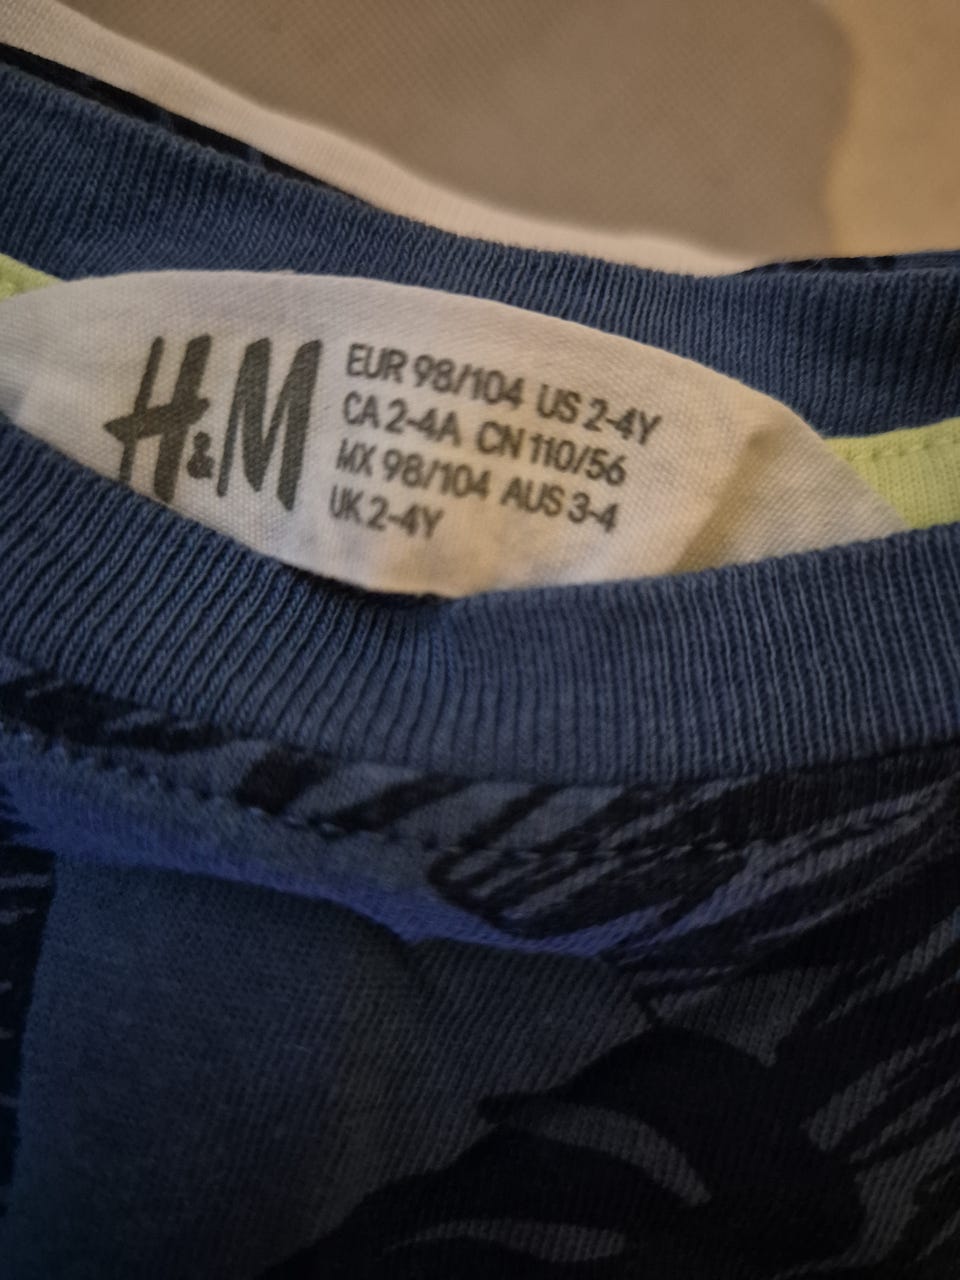 H&M
EUR 98/104 US 2-4Y
CA 2-4A CN 110/56
MX 98/104 AUS 3-4
UK 2-4Y